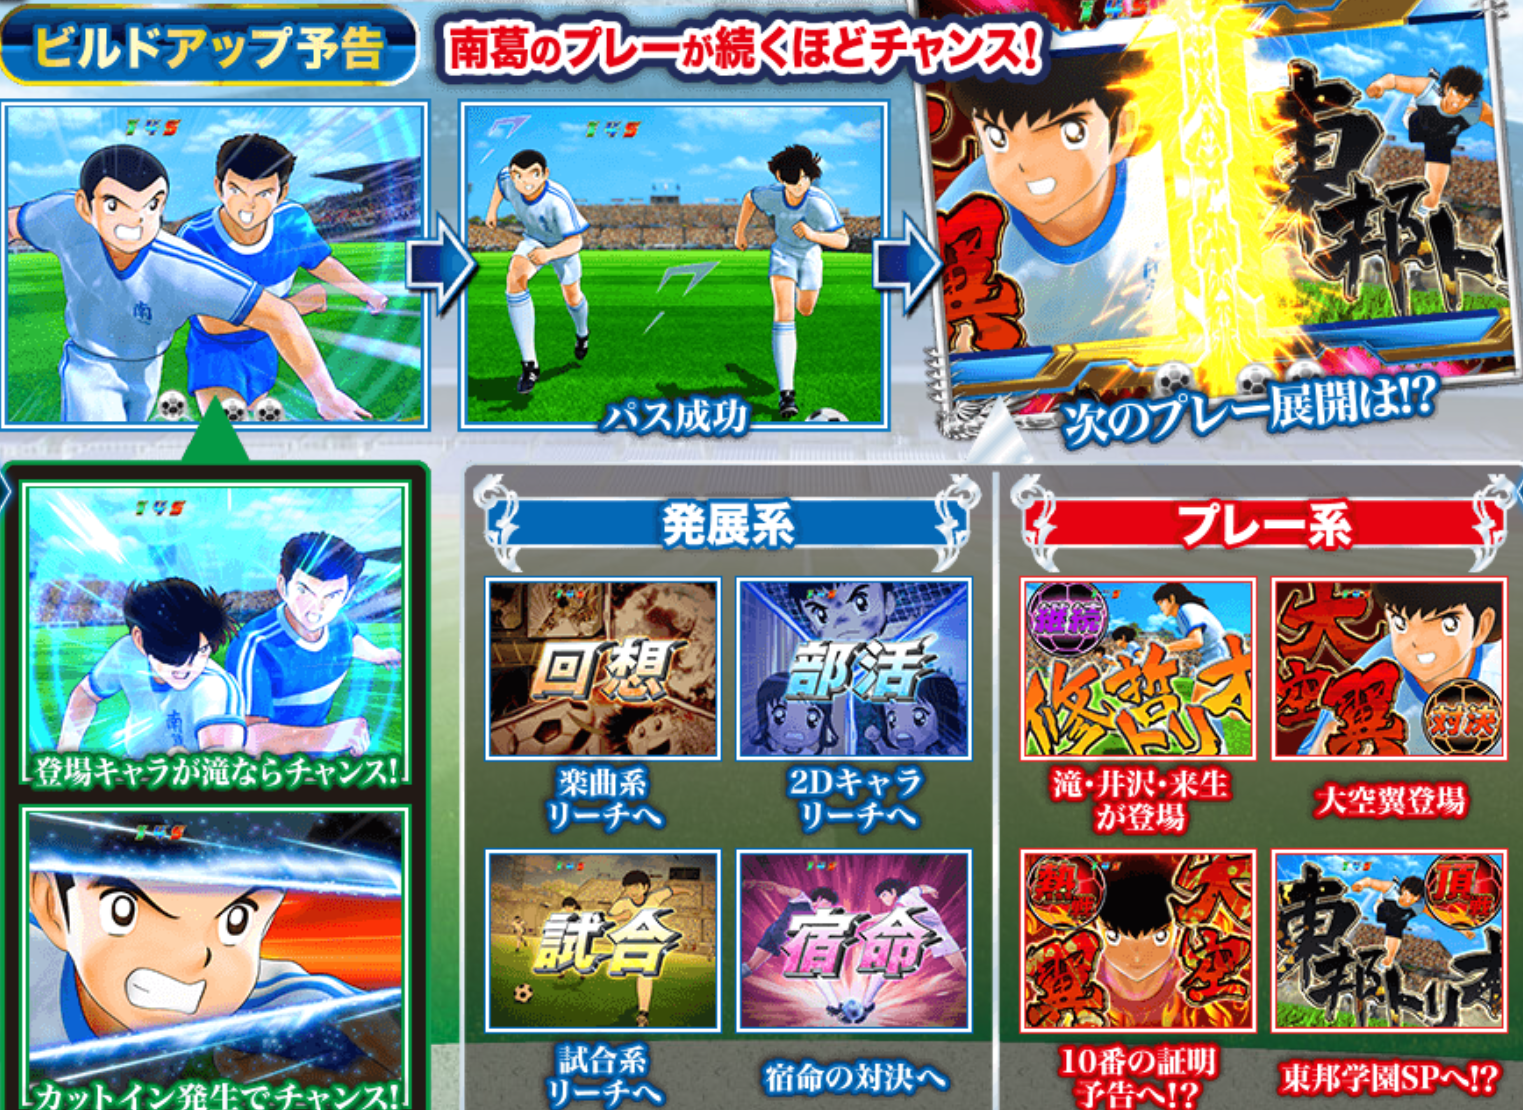 ビルドアップ予告
南葛のプレーが続くほどチャンス!
パス成功
次のプレー展開は!?
登場キャラが滝ならチャンス!
カットイン発生でチャンス!
発展系
回想
楽曲系
リーチへ
部活
2Dキャラ
リーチへ
試合
試合系
リーチへ
宿命
宿命の対決へ
プレー系
継続
修哲トリオ
滝・井沢・来生
が登場
大空翼
対決
大空翼登場
熱戦
大空翼
10番の証明
予告へ!?
頂戦
東邦トリオ
東邦学園SPへ!?